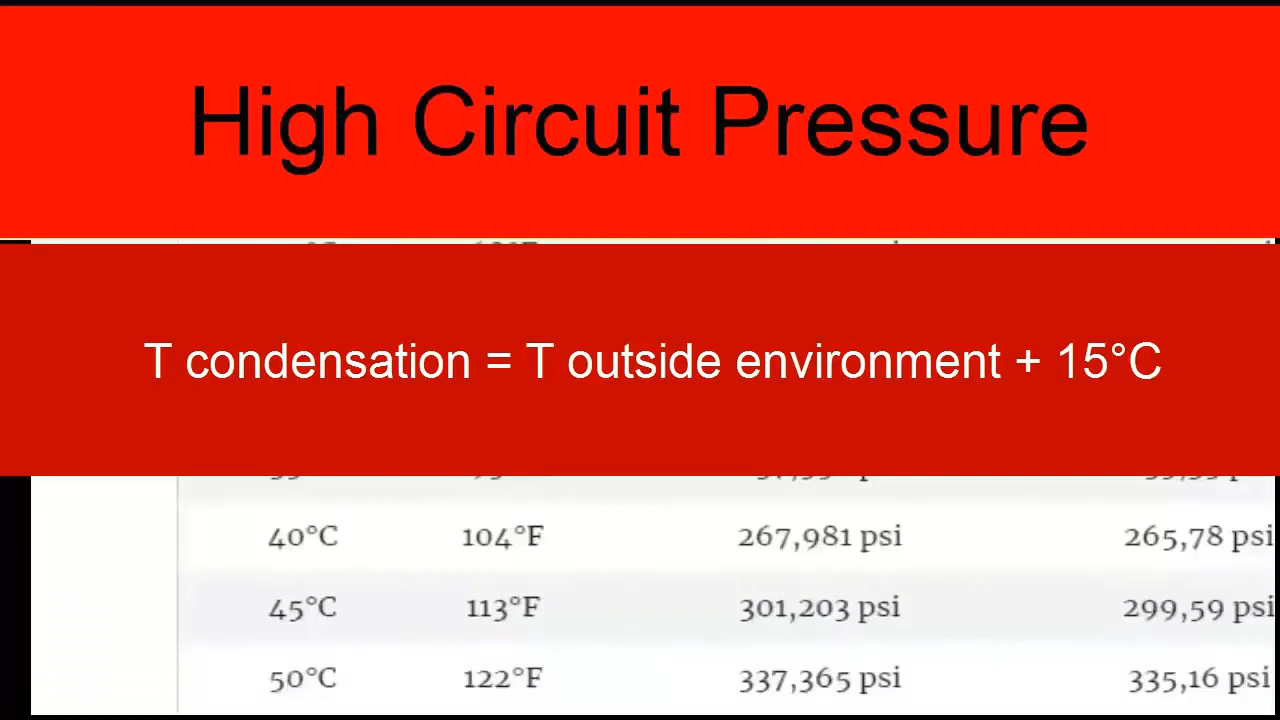 High Circuit Pressure
T condensation = T outside environment + 15°C
40°C 104°F 267,981 psi 265,78 psi
45°C 113°F 301,203 psi 299,59 psi
50°C 122°F 337,365 psi 335,16 psi